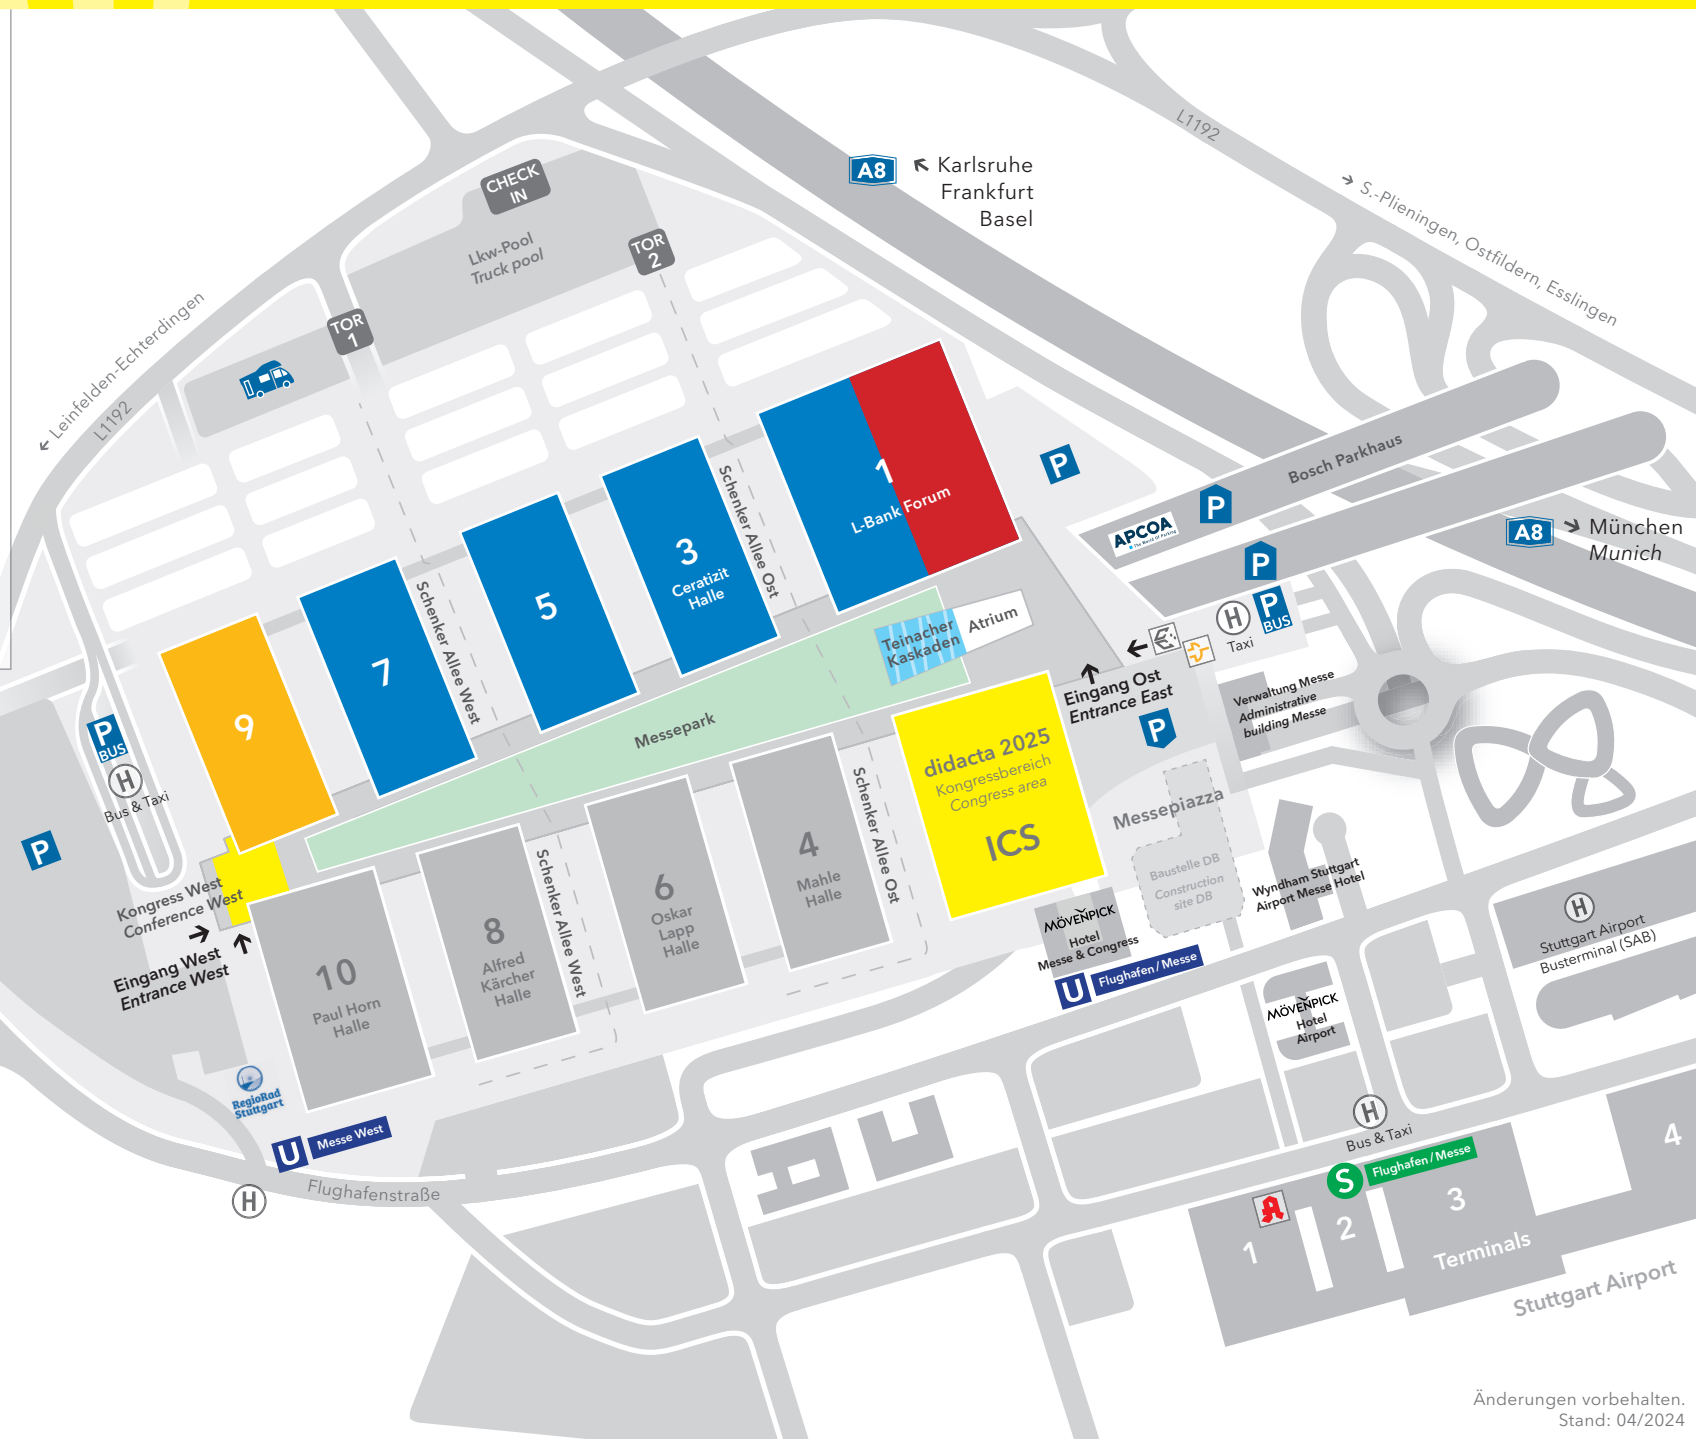 L1192
A8
Karlsruhe
Frankfurt
Basel
S.-Plieningen, Ostfildern, Esslingen
CHECK
IN
Lkw-Pool
Truck pool
TOR
2
TOR
1
Leinfelden-Echterdingen
L1192
1
L-Bank Forum
3
Ceratizit
Halle
5
7
9
Schenker Allee Ost
Schenker Allee West
P
Bosch Parkhaus
P
APCOA
P
A8
München
Munich
H
Taxi
P
BUS
Teinacher
Kaskaden
Atrium
Eingang Ost
Entrance East
P
Verwaltung Messe
Administrative
building Messe
Messepark
didacta 2025
Kongressbereich
Congress area
ICS
Messepiazza
Baustelle DB
Construction
site DB
Wyndham Stuttgart
Airport Messe Hotel
P
BUS
H
Bus & Taxi
P
Kongress West
Conference West
Eingang West
Entrance West
10
Paul Horn
Halle
8
Alfred
Kärcher
Halle
6
Oskar
Lapp
Halle
4
Mahle
Halle
Schenker Allee West
Schenker Allee Ost
MÖVENPICK
Hotel
Messe & Congress
U
Flughafen / Messe
H
Stuttgart Airport
Busterminal (SAB)
MÖVENPICK
Hotel
Airport
RegioRad
Stuttgart
U
Messe West
H
Flughafenstraße
H
Bus & Taxi
S
Flughafen / Messe
1
2
3
4
Terminals
Stuttgart Airport
Änderungen vorbehalten.
Stand: 04/2024